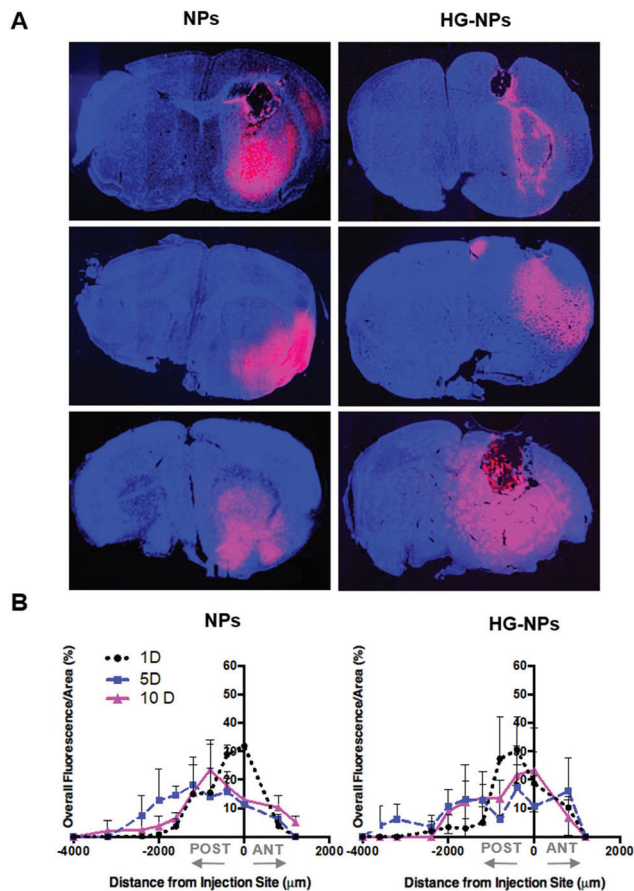 A
NPs HG-NPs
B
NPs HG-NPs
Overall Fluorescence/Area (%)
1D
5D
10 D
60
50
40
30
20
10
-4000 -2000 0 2000
POST ANT
Distance from Injection Site (μm)
Overall Fluorescence/Area (%)
60
50
40
30
20
10
-4000 -2000 0 2000
POST ANT
Distance from Injection Site (μm)